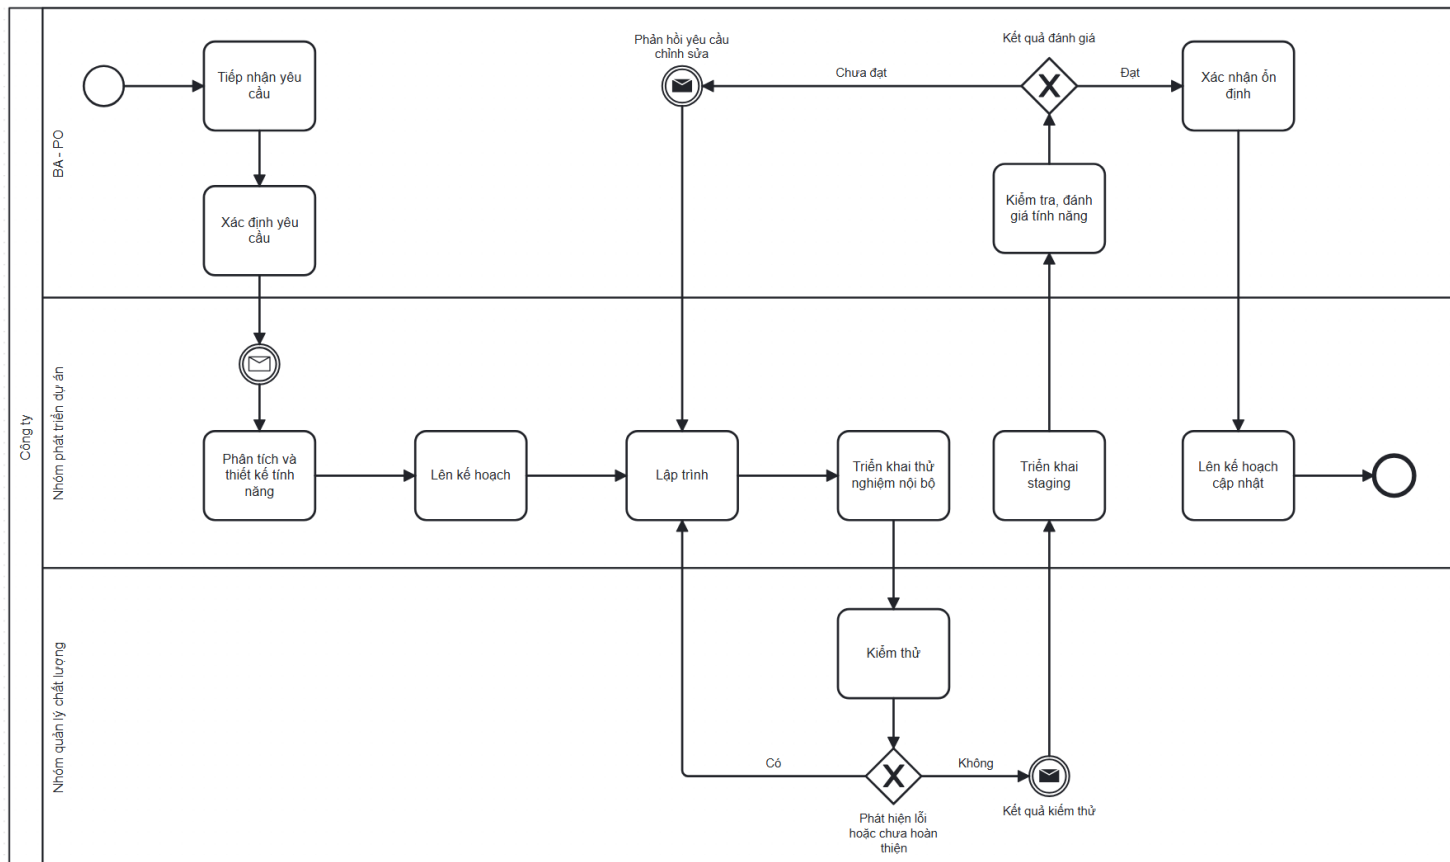 Công ty
BA - PO
Tiếp nhận yêu
cầu
Xác định yêu
cầu
Phản hồi yêu cầu
chỉnh sửa
Chưa đạt
Kết quả đánh giá
Đạt
Xác nhận ổn
định
Kiểm tra, đánh
giá tính năng
Nhóm phát triển dự án
Phân tích và
thiết kế tính
năng
Lên kế hoạch
Lập trình
Triển khai thử
nghiệm nội bộ
Triển khai
staging
Lên kế hoạch
cập nhật
Nhóm quản lý chất lượng
Kiểm thử
Có
Không
Phát hiện lỗi
hoặc chưa hoàn
thiện
Kết quả kiểm thử